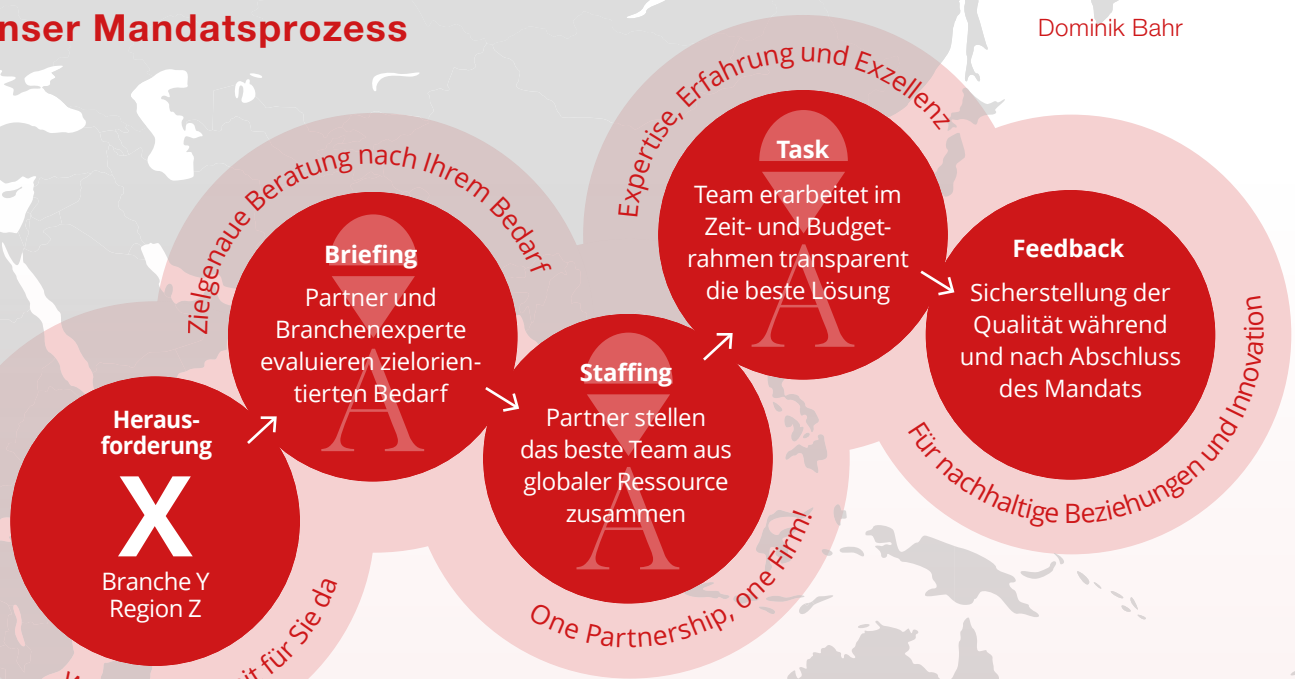 nser Mandatsprozess
Dominik Bahr
Heraus-
forderung
X
Branche Y
Region Z
it für Sie da
Zielgenaue Beratung nach Ihrem Bedarf
Briefing
Partner und
Branchenexperte
evaluieren zielorien-
tierten Bedarf
Staffing
Partner stellen
das beste Team aus
globaler Ressource
zusammen
One Partnership, one Firm!
Expertise, Erfahrung und Exzellenz
Task
Team erarbeitet im
Zeit- und Budget-
rahmen transparent
die beste Lösung
Feedback
Sicherstellung der
Qualität während
und nach Abschluss
des Mandats
Für nachhaltige Beziehungen und Innovation